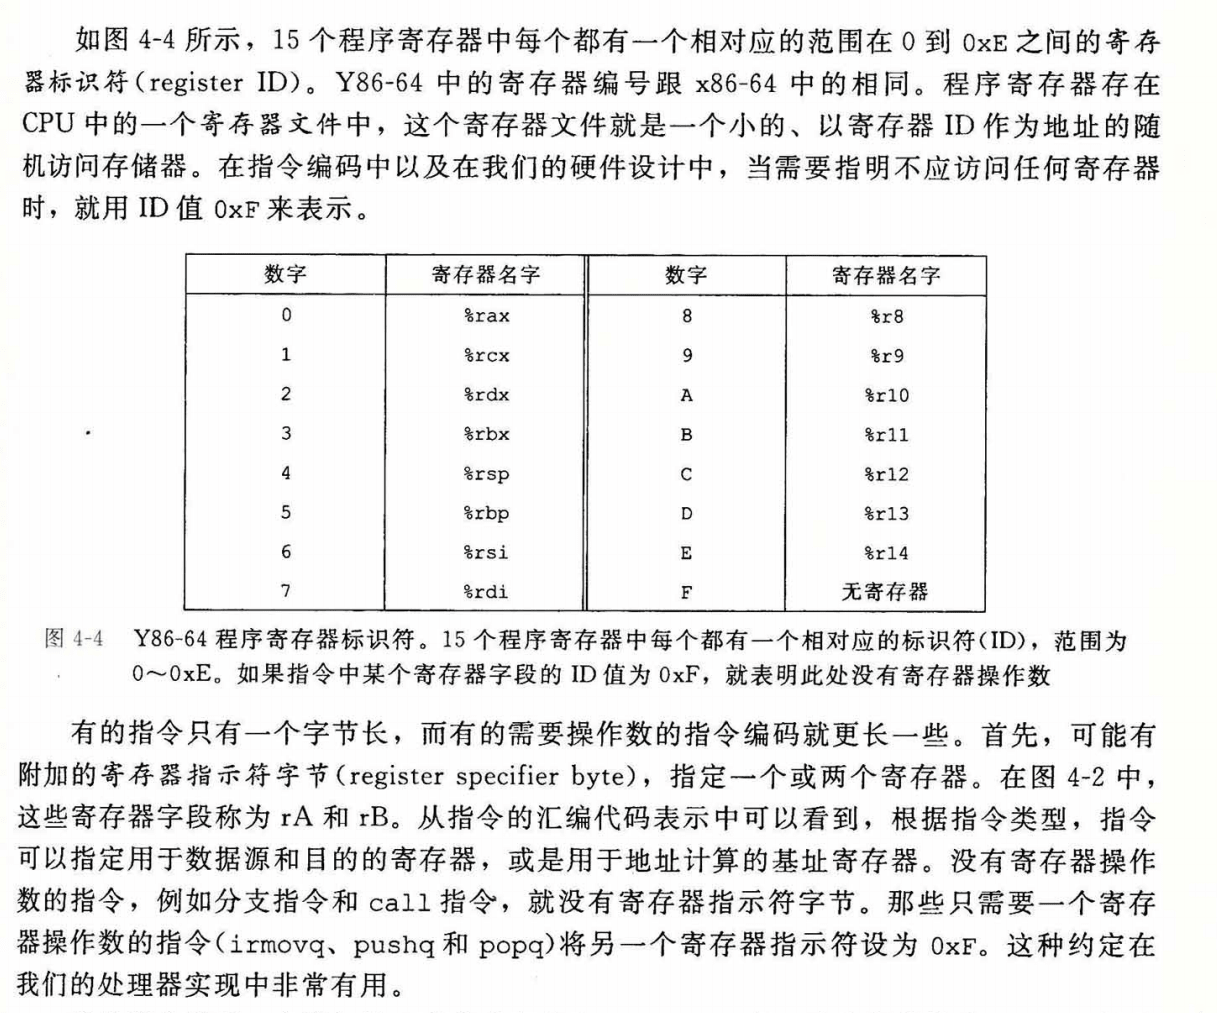 如图 4-4 所示，15 个程序寄存器中每个都有一个相对应的范围在 0 到 0xE 之间的寄存
器标识符(register ID)。Y86-64 中的寄存器编号跟 x86-64 中的相同。程序寄存器存在
CPU 中的一个寄存器文件中，这个寄存器文件就是一个小的、以寄存器 ID 作为地址的随
机访问存储器。在指令编码中以及在我们的硬件设计中，当需要指明不应访问任何寄存器
时，就用 ID 值 0xF 来表示。
数字 寄存器名字 数字 寄存器名字
0 %rax 8 %r8
1 %rcx 9 %r9
2 %rdx A %r10
3 %rbx B %r11
4 %rsp C %r12
5 %rbp D %r13
6 %rsi E %r14
7 %rdi F 无寄存器
图 4-4 Y86-64 程序寄存器标识符。15 个程序寄存器中每个都有一个相对应的标识符(ID)，范围为
0～0xE。如果指令中某个寄存器字段的 ID 值为 0xF，就表明此处没有寄存器操作数
有的指令只有一个字节长，而有的需要操作数的指令编码就更长一些。首先，可能有
附加的寄存器指示符字节(register specifier byte)，指定一个或两个寄存器。在图 4-2 中，
这些寄存器字段称为 rA 和 rB。从指令的汇编代码表示中可以看到，根据指令类型，指令
可以指定用于数据源和目的的寄存器，或是用于地址计算的基址寄存器。没有寄存器操作
数的指令，例如分支指令和 call 指令，就没有寄存器指示符字节。那些只需要一个寄存
器操作数的指令(irmovq、pushq 和 popq)将另一个寄存器指示符设为 0xF。这种约定在
我们的处理器实现中非常有用。